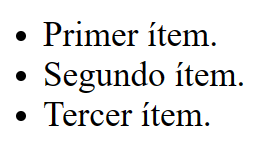 • Primer ítem.
• Segundo ítem.
• Tercer ítem.